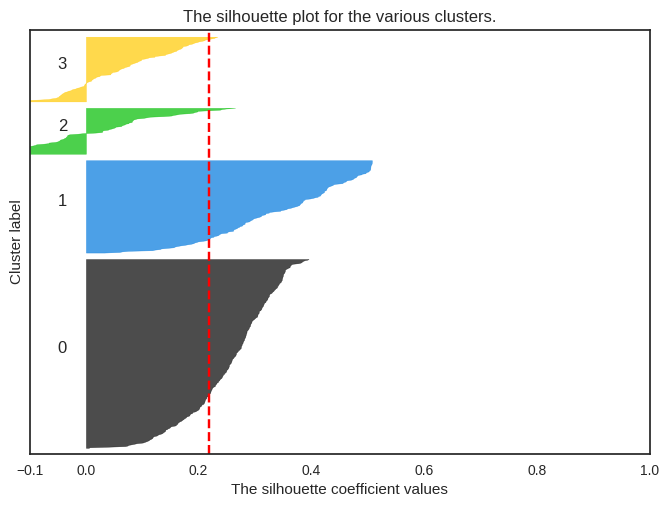 The silhouette plot for the various clusters.
3
2
1
0
Cluster label
−0.1 0.0 0.2 0.4 0.6 0.8 1.0
The silhouette coefficient values